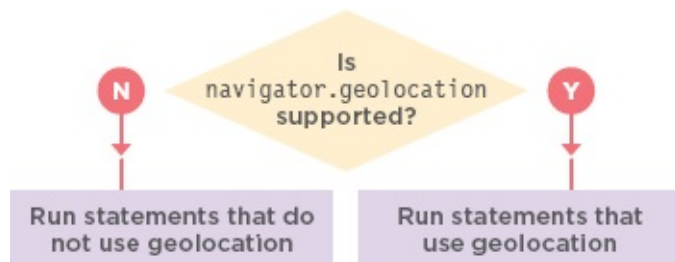 Is
navigator.geolocation
supported?
N
Y
Run statements that do
not use geolocation
Run statements that
use geolocation